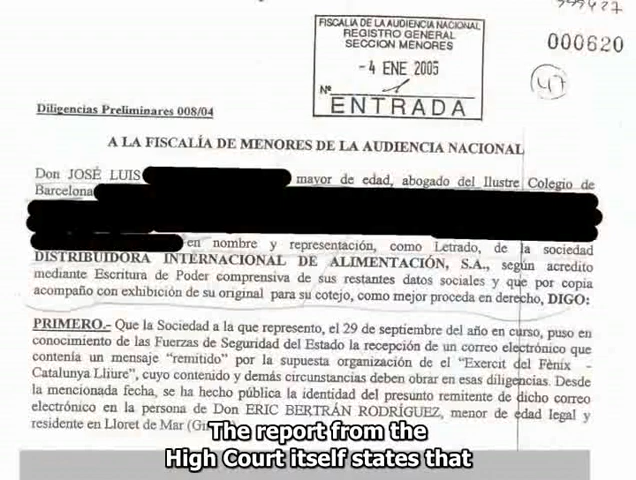 000620
47
FISCALIA DE LA AUDIENCIA NACIONAL
REGISTRO GENERAL
SECCION MENORES
- 4 ENE 2005
Nº
ENTRADA
Diligencias Preliminares 008/04
A LA FISCALÍA DE MENORES DE LA AUDIENCIA NACIONAL
Don JOSÉ LUIS mayor de edad, abogado del Ilustre Colegio de
Barcelona
en nombre y representación, como Letrado, de la sociedad
DISTRIBUIDORA INTERNACIONAL DE ALIMENTACIÓN, S.A., según acredito
mediante Escritura de Poder comprensiva de sus restantes datos sociales y que por copia
acompaño con exhibición de su original para su cotejo, como mejor proceda en derecho, DIGO:
PRIMERO.- Que la Sociedad a la que represento, el 29 de septiembre del año en curso, puso en
conocimiento de las Fuerzas de Seguridad del Estado la recepción de un correo electrónico que
contenía un mensaje “remitido” por la supuesta organización de el “Exercit del Fènix -
Catalunya Lliure”, cuyo contenido y demás circunstancias deben obrar en esas diligencias. Desde
la mencionada fecha, se ha hecho pública la identidad del presunto remitente de dicho correo
electrónico en la persona de Don ERIC BERTRÁN RODRÍGUEZ, menor de edad legal y
residente en Lloret de Mar
The report from the
High Court itself states that